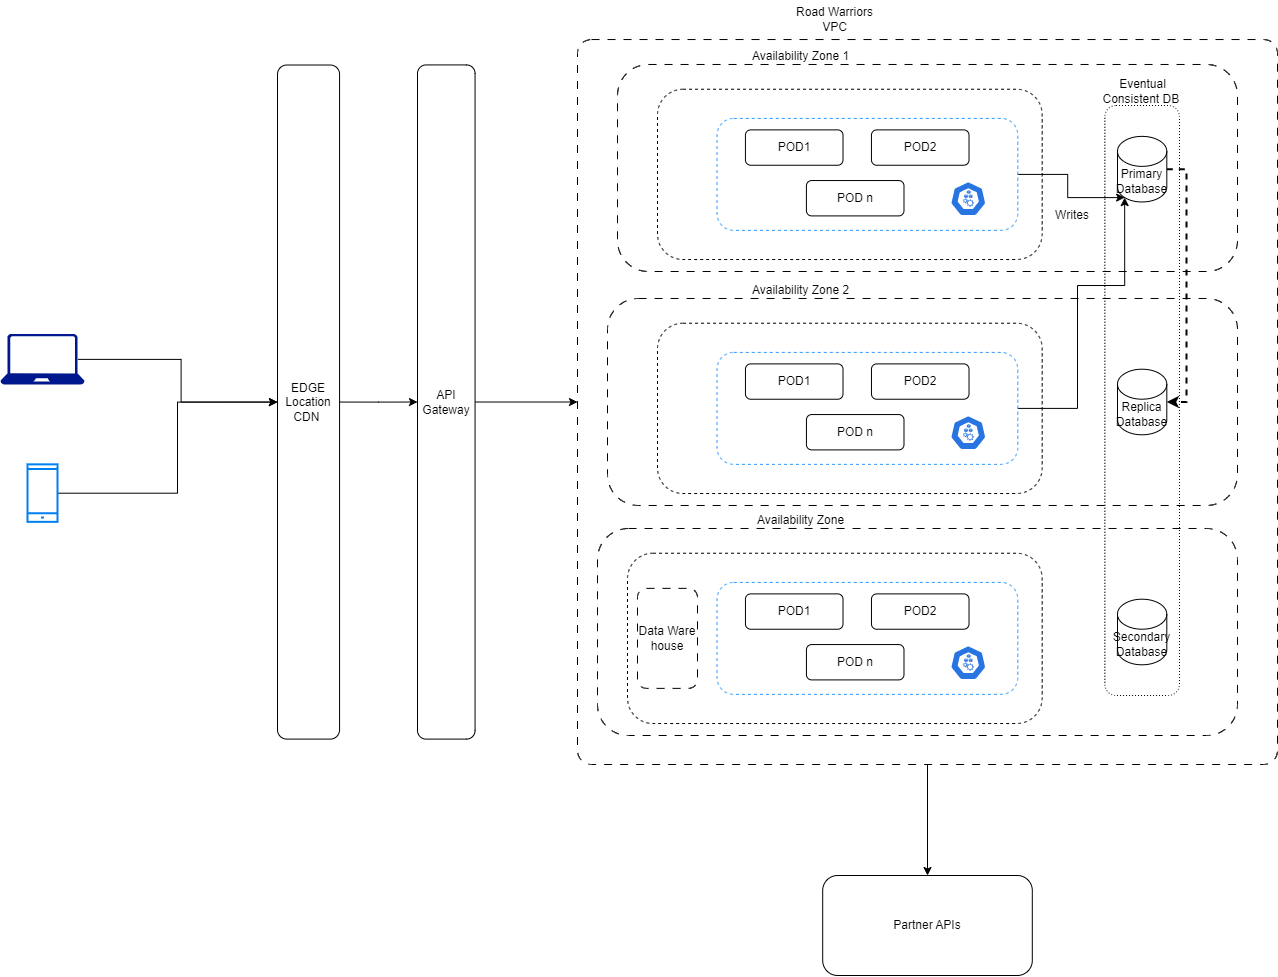 Road Warriors
VPC
Availability Zone 1
Eventual
Consistent DB
POD1
POD2
POD n
Primary
Database
Writes
Availability Zone 2
POD1
POD2
POD n
Replica
Database
EDGE
Location
CDN
API
Gateway
Availability Zone
POD1
POD2
POD n
Data Ware
house
Secondary
Database
Partner APIs